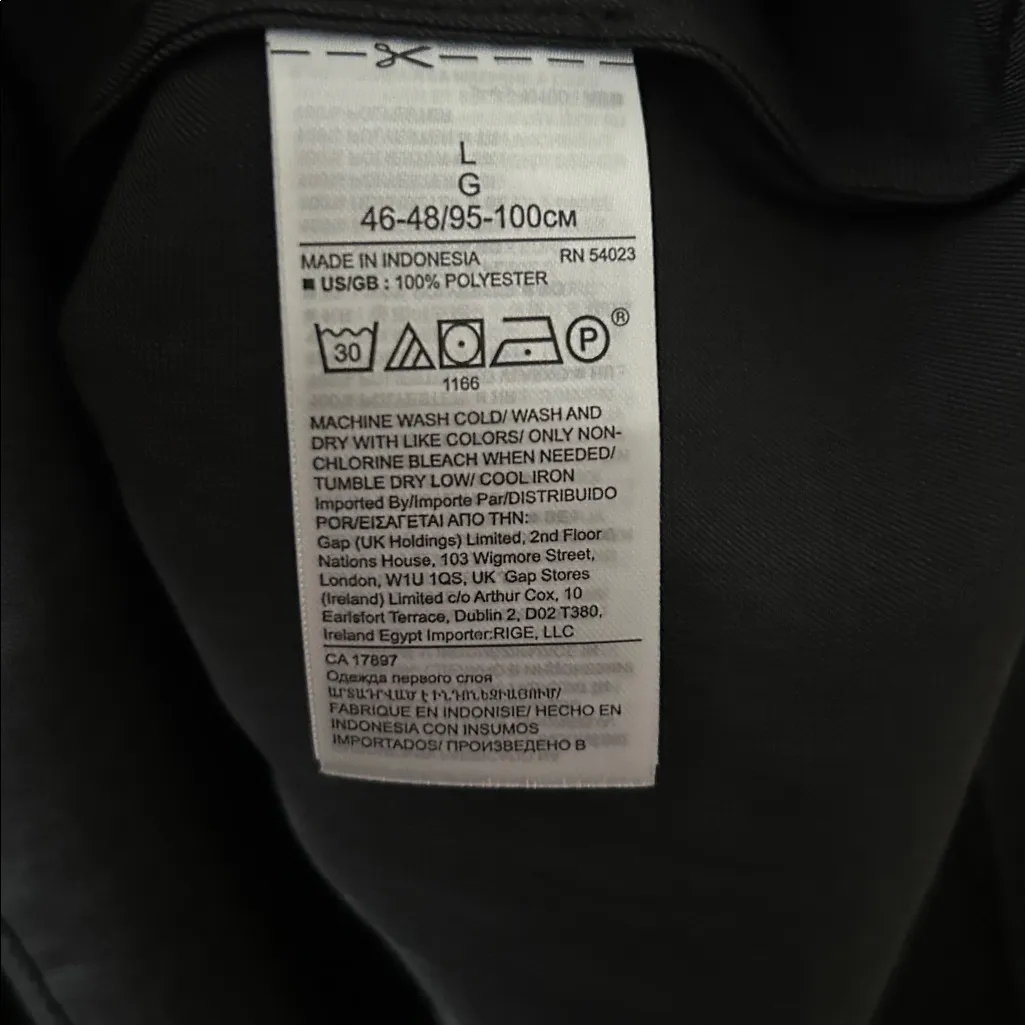 L
G
46-48/95-100CM
MADE IN INDONESIA RN 54023
■ US/GB : 100% POLYESTER
30 P ®
1166
MACHINE WASH COLD/ WASH AND
DRY WITH LIKE COLORS/ ONLY NON-
CHLORINE BLEACH WHEN NEEDED/
TUMBLE DRY LOW/ COOL IRON
Imported By/Importe Par/DISTRIBUIDO
POR/ΕΙΣΑΓΕΤΑΙ ΑΠΟ ΤΗΝ:
Gap (UK Holdings) Limited, 2nd Floor
Nations House, 103 Wigmore Street,
London, W1U 1QS, UK Gap Stores
(Ireland) Limited c/o Arthur Cox, 10
Earlsfort Terrace, Dublin 2, D02 T380,
Ireland Egypt Importer:RIGE, LLC
CA 17897
Одежда первого слоя
FABRIQUE EN INDONISIE/ HECHO EN
INDONESIA CON INSUMOS
IMPORTADOS/ ПРОИЗВЕДЕНО В